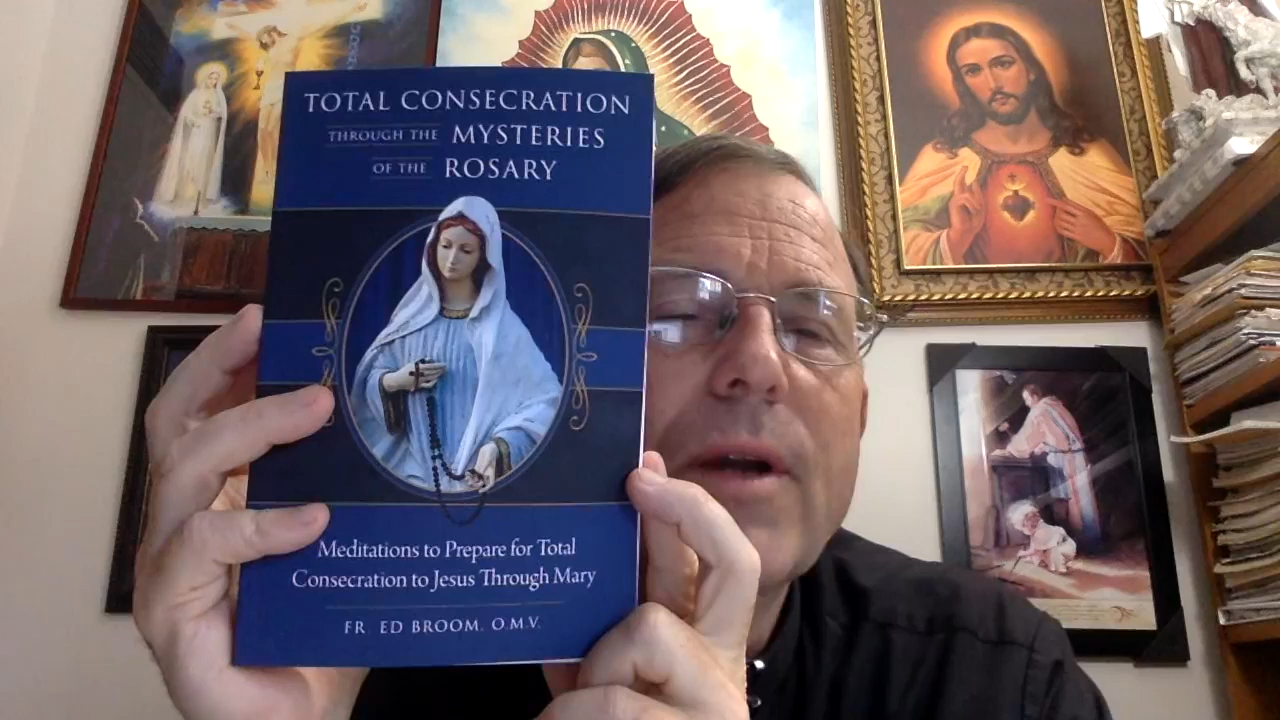 TOTAL CONSECRATION
THROUGH THE MYSTERIES
OF THE ROSARY
Meditations to Prepare for Total
Consecration to Jesus Through Mary
FR. ED BROOM, O.M.V.